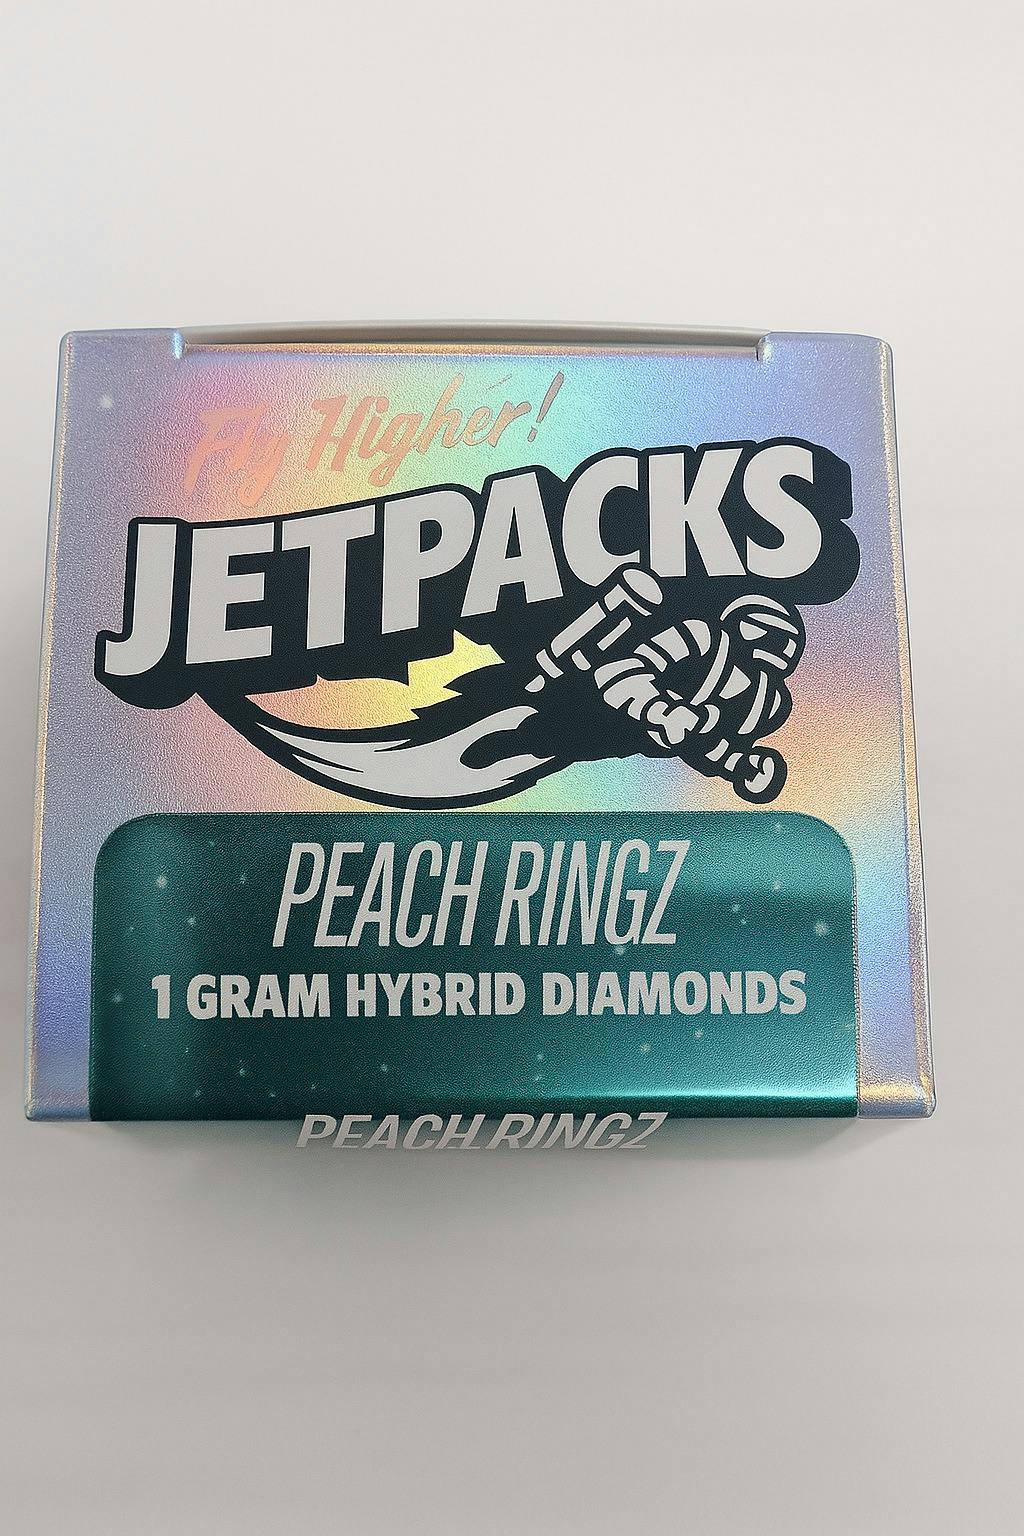 Fly Higher!
JETPACKS
PEACH RINGZ
1 GRAM HYBRID DIAMONDS
PEACH RINGZ